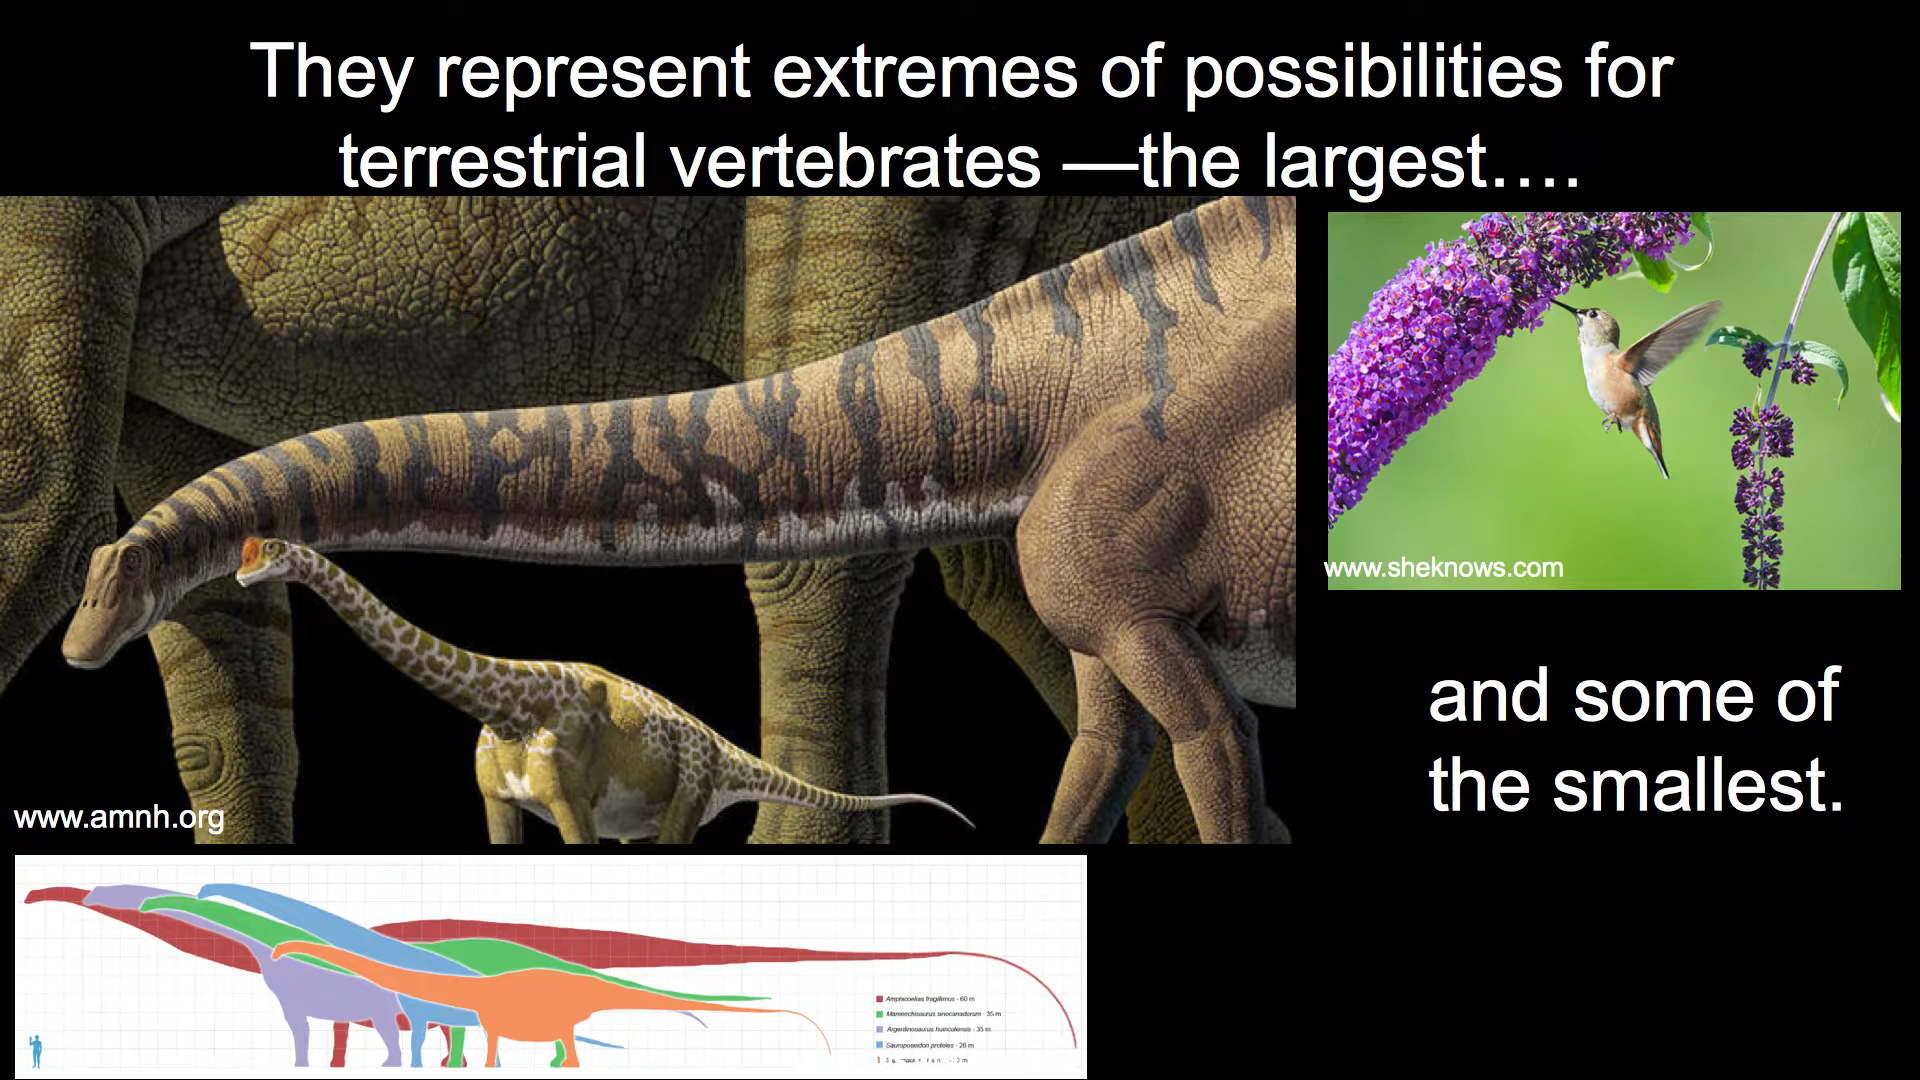 They represent extremes of possibilities for
terrestrial vertebrates —the largest….
www.sheknows.com
and some of
the smallest.
www.amnh.org
Amphicoelias fragillimus - 60 m
Mamenchisaurus sinocanadorum - 35 m
Argentinosaurus huinculensis - 35 m
Sauroposeidon proteles - 28 m